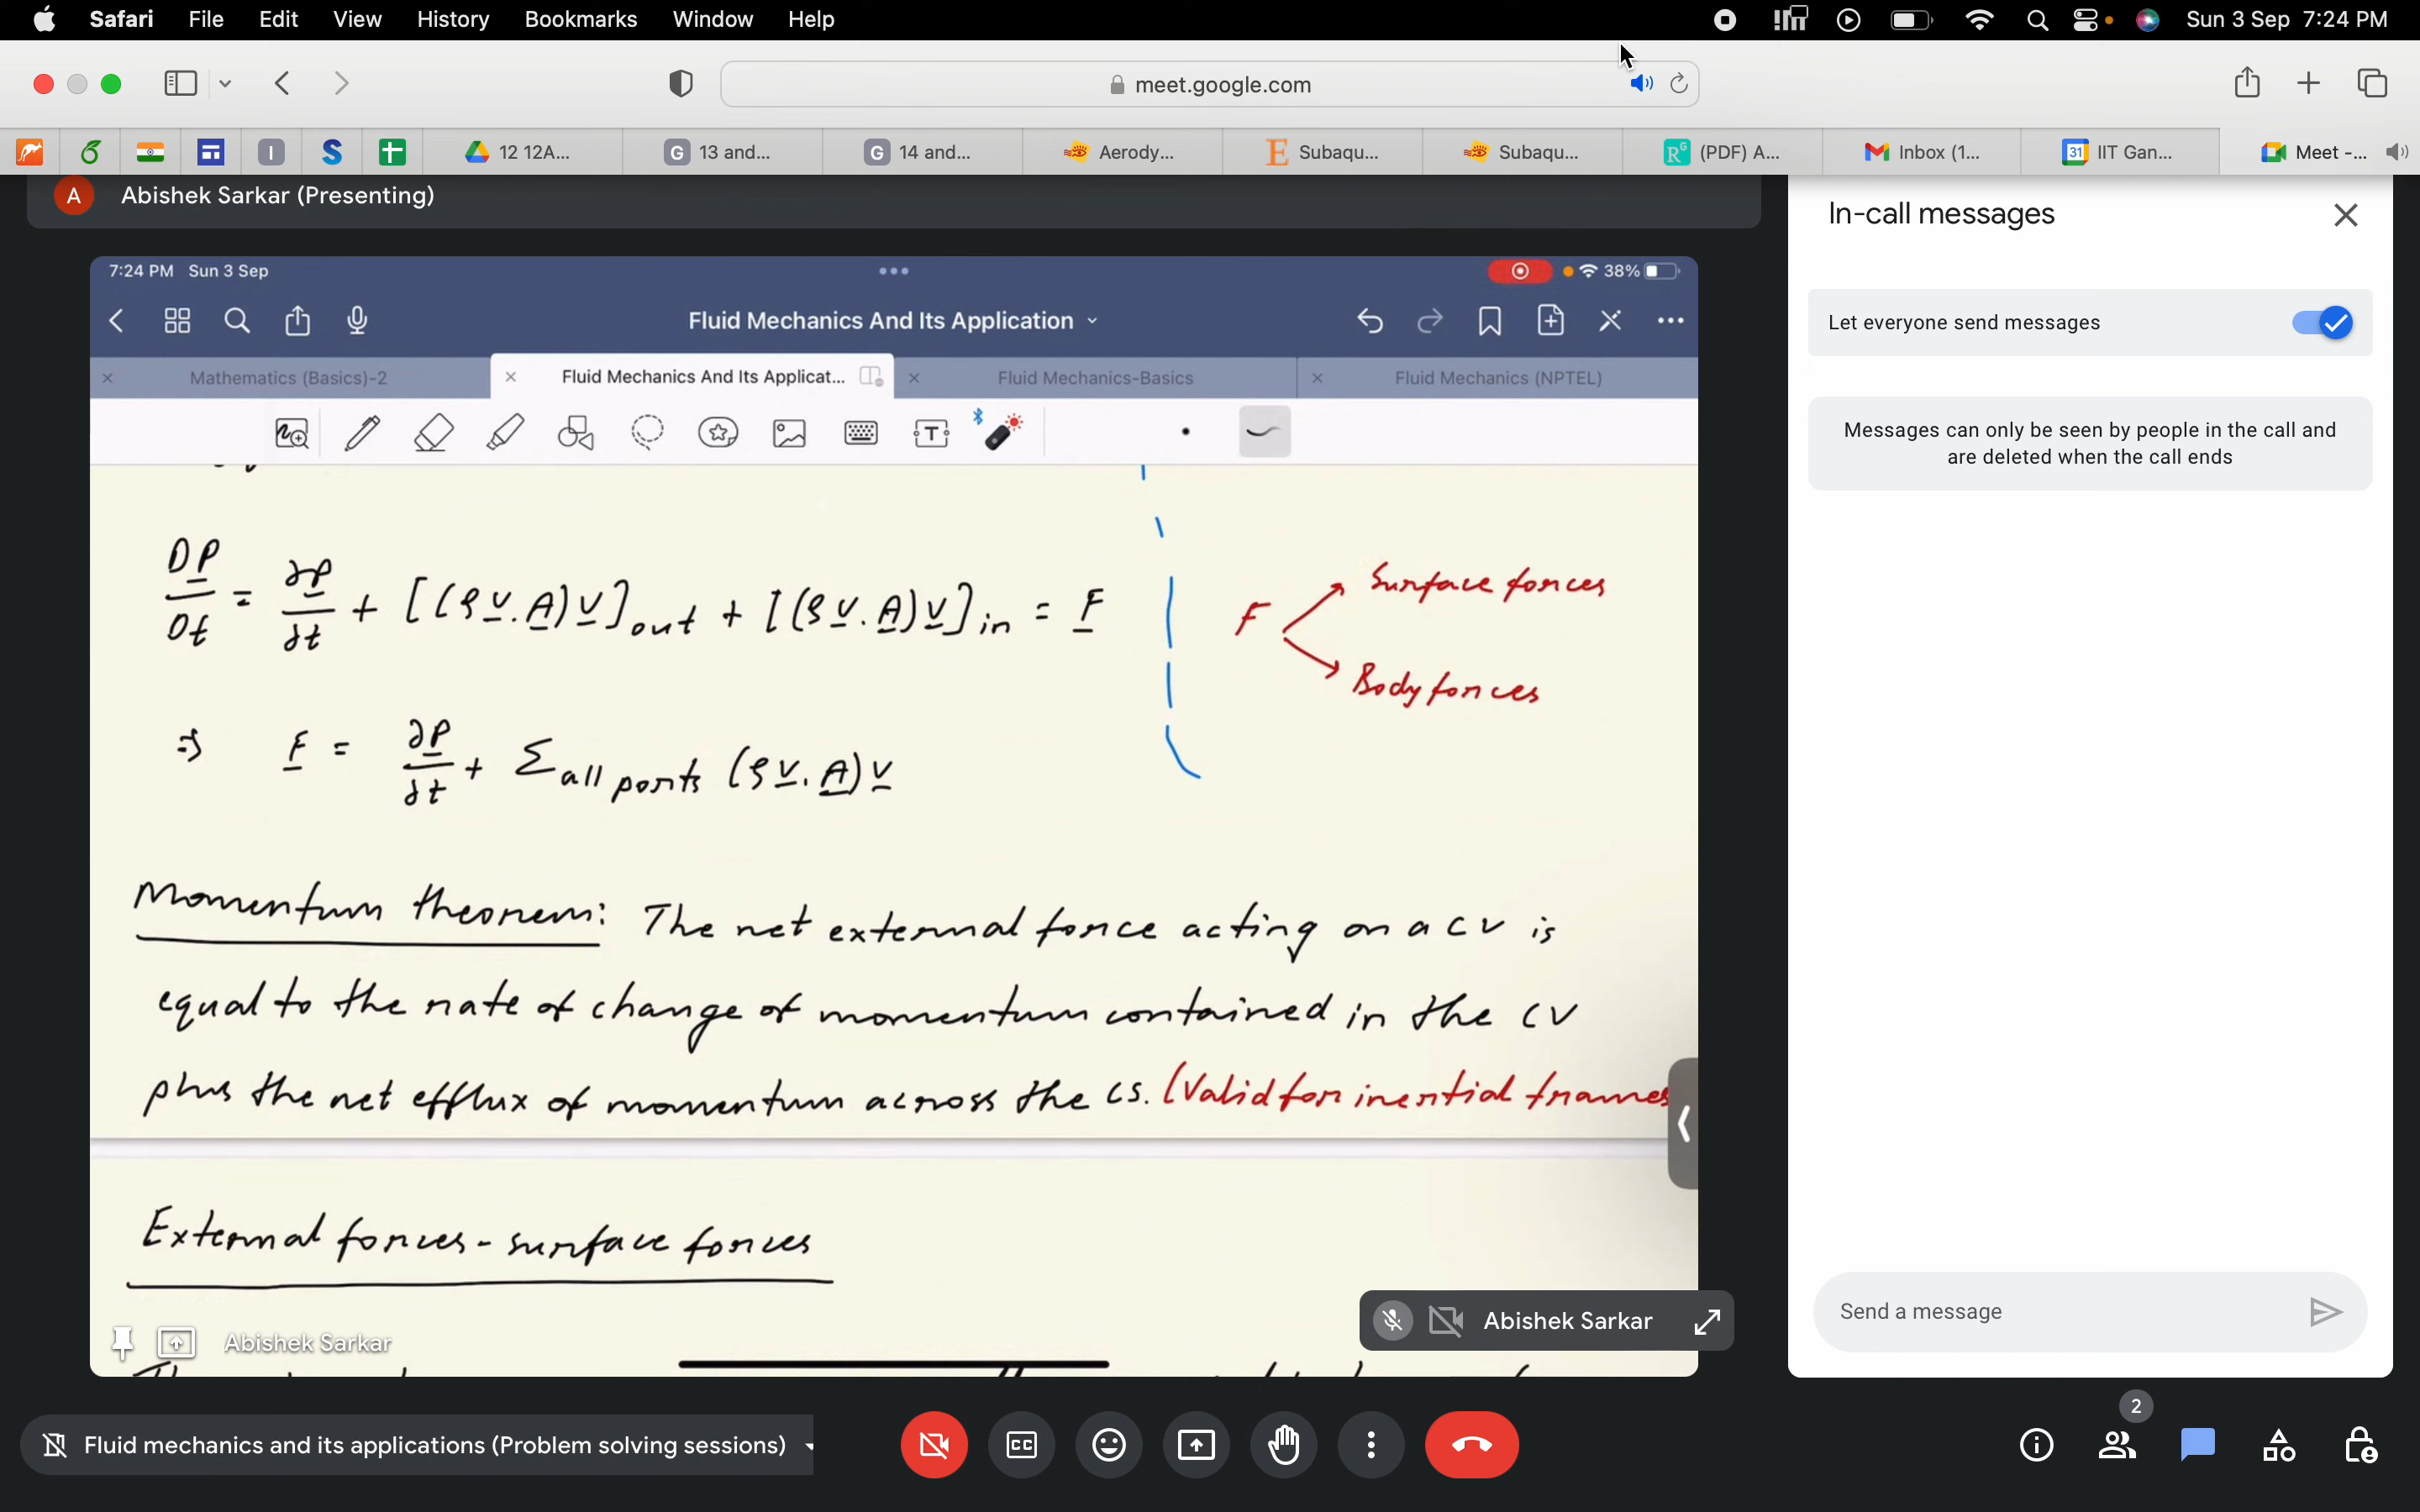 Safari File Edit View History Bookmarks Window Help Sun 3 Sep 7:24 PM
meet.google.com
12 12A... G 13 and... G 14 and... Aerody... E Subaqu... Subaqu... RG (PDF) A... Inbox (1... 31 IIT Gan... Meet -...
A Abishek Sarkar (Presenting)
In-call messages
7:24 PM Sun 3 Sep 38%
Fluid Mechanics And Its Application
Let everyone send messages
Mathematics (Basics)-2 Fluid Mechanics And Its Applicat... Fluid Mechanics-Basics Fluid Mechanics (NPTEL)
Messages can only be seen by people in the call and
are deleted when the call ends
DP/Dt = ∂P/∂t + [(ρv.A)v]out + [(ρv.A)v]in = F
F
Surface forces
Body forces
⇒ F = ∂P/∂t + Σall ports (ρv.A)v
Momentum theorem: The net external force acting on a CV is
equal to the rate of change of momentum contained in the CV
plus the net efflux of momentum across the CS. (Valid for inertial frames
External forces - surface forces
Abishek Sarkar
Abishek Sarkar
Send a message
Fluid mechanics and its applications (Problem solving sessions)
CC
2